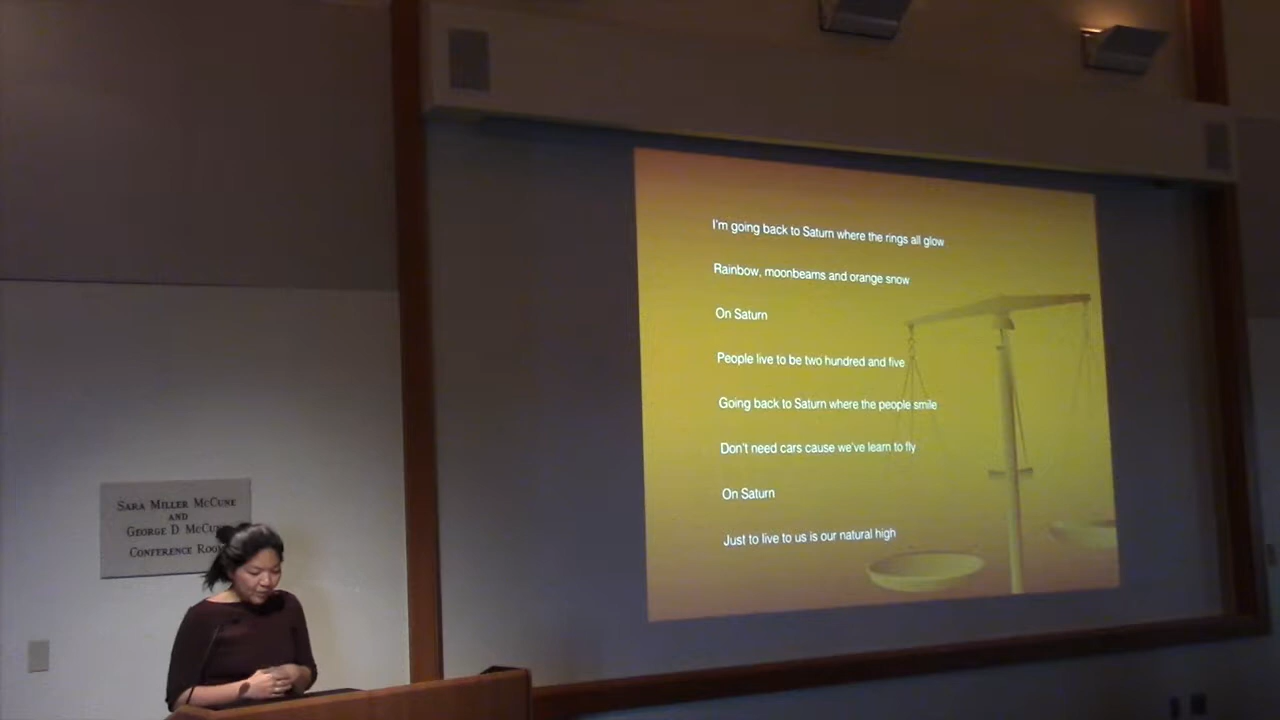 I'm going back to Saturn where the rings all glow
Rainbow, moonbeams and orange snow
On Saturn
People live to be two hundred and five
Going back to Saturn where the people smile
Don't need cars cause we've learn to fly
On Saturn
Just to live to us is our natural high
SARA MILLER MCCUNE
AND
GEORGE D. MCCUNE
CONFERENCE ROOM